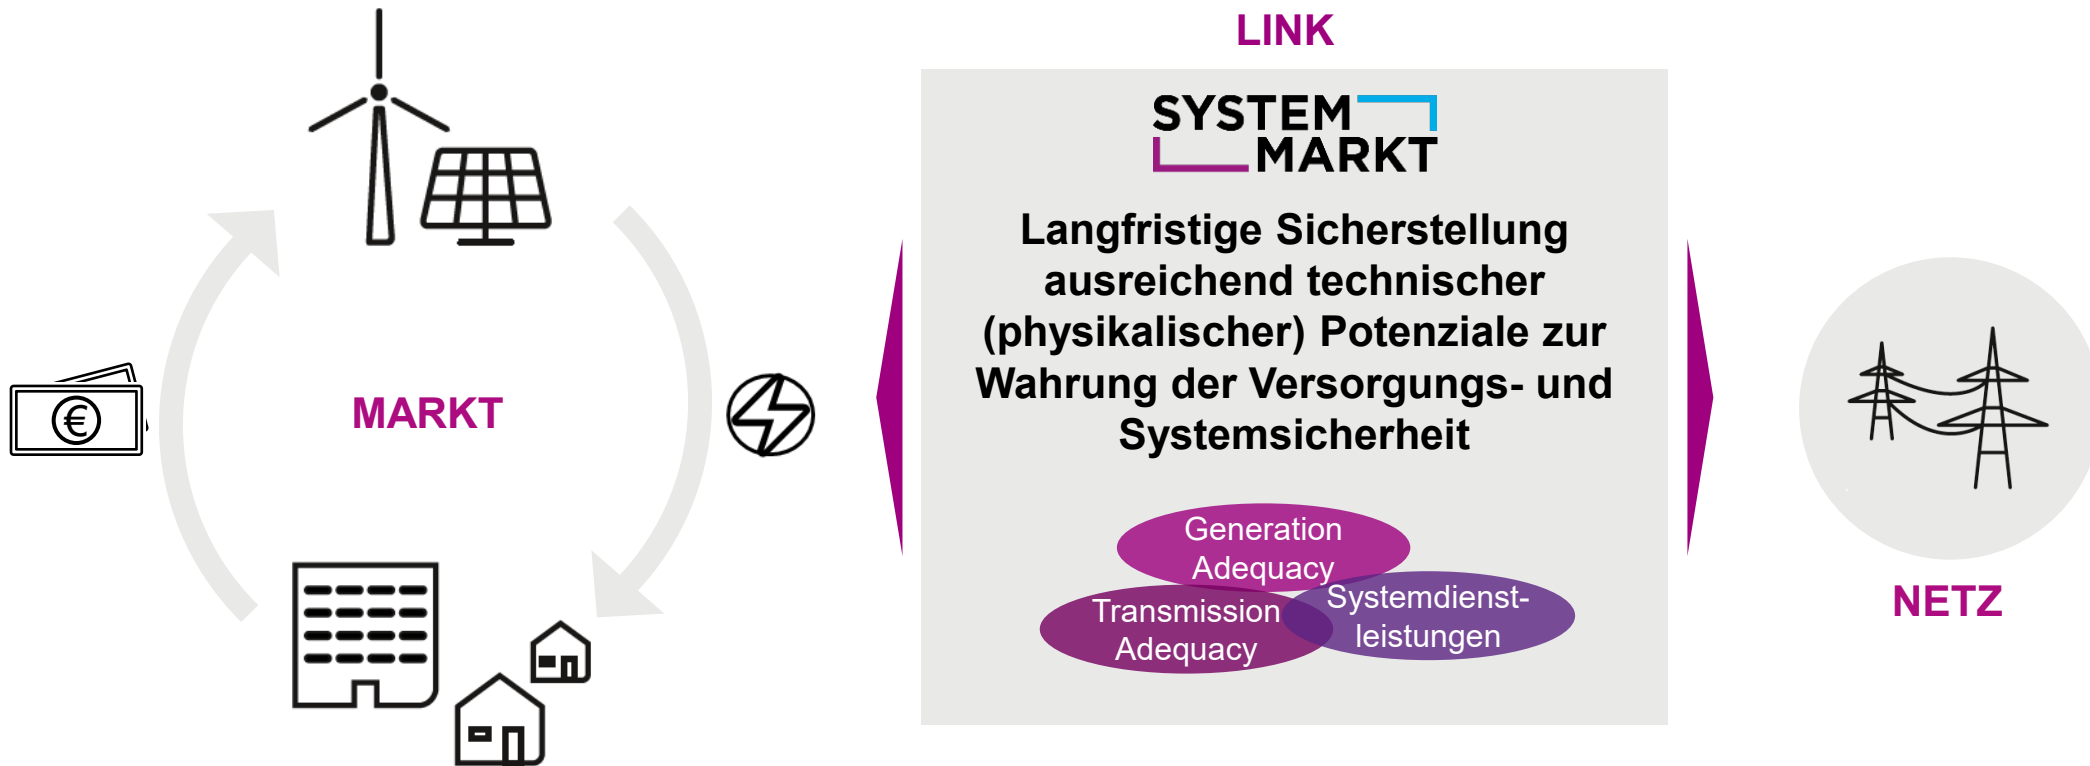 LINK
SYSTEM
MARKT
Langfristige Sicherstellung
ausreichend technischer
(physikalischer) Potenziale zur
Wahrung der Versorgungs- und
Systemsicherheit
Generation
Adequacy
Transmission
Adequacy
Systemdienst-
leistungen
MARKT
€
NETZ